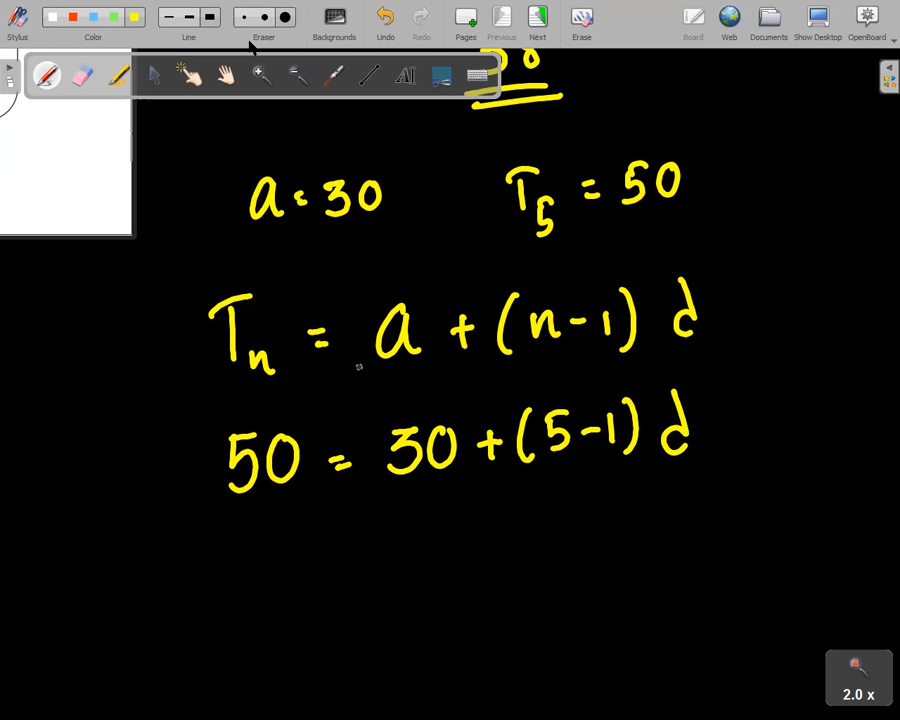 Stylus Color Line Eraser Backgrounds Undo Redo Pages Previous Next Erase Board Web Documents Show Desktop OpenBoard
a = 30 T₅ = 50
Tₙ = a + (n-1) d
50 = 30 + (5-1) d
2.0 x